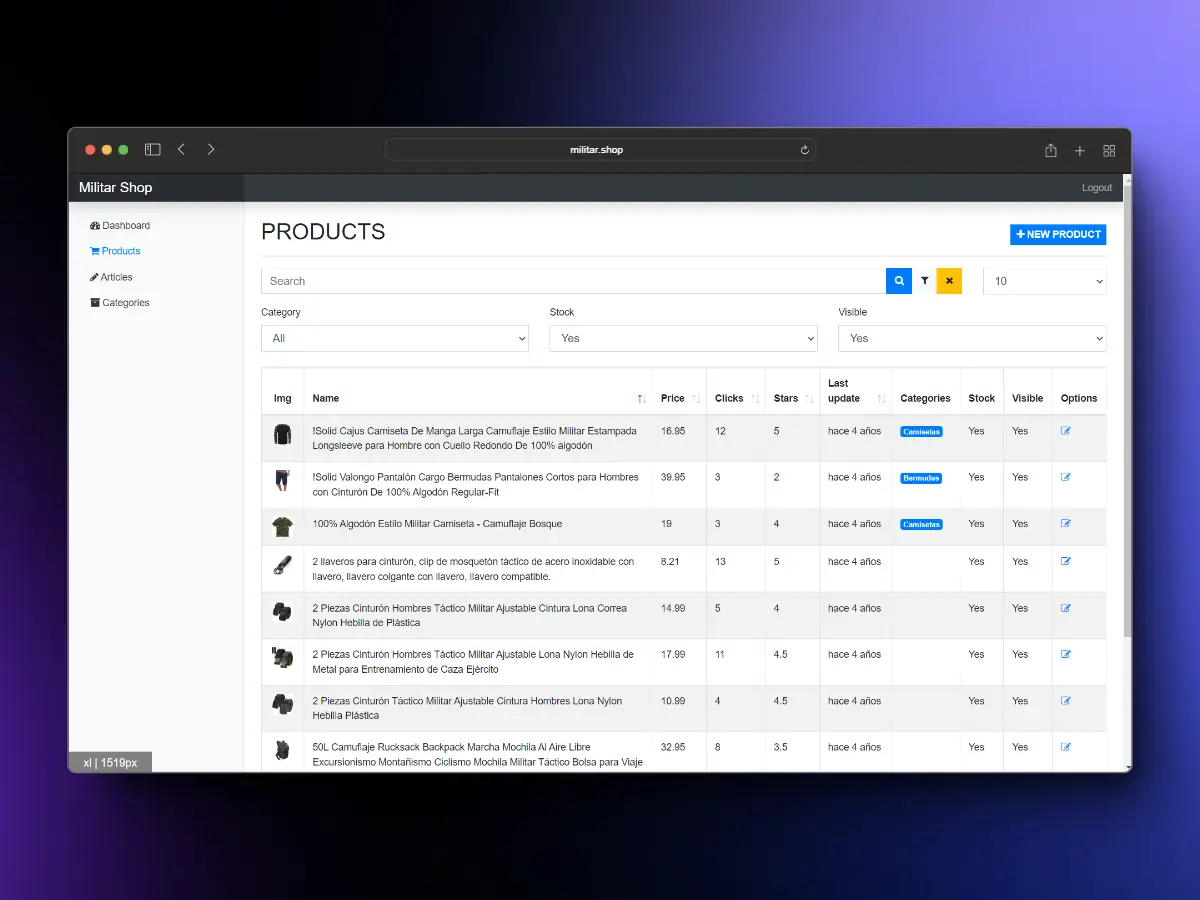 militar.shop
Militar Shop
Logout
Dashboard
Products
Articles
Categories
PRODUCTS
NEW PRODUCT
Search
10
Category
Stock
Visible
All
Yes
Yes
Img Name Price Clicks Stars Last update Categories Stock Visible Options
!Solid Cajus Camiseta De Manga Larga Camuflaje Estilo Militar Estampada 16.95 12 5 hace 4 años Camisetas Yes Yes
Longsleeve para Hombre con Cuello Redondo De 100% algodón
!Solid Valongo Pantalón Cargo Bermudas Pantalones Cortos para Hombres 39.95 3 2 hace 4 años Bermudas Yes Yes
con Cinturón De 100% Algodón Regular-Fit
100% Algodón Estilo Militar Camiseta - Camuflaje Bosque 19 3 4 hace 4 años Camisetas Yes Yes
2 llaveros para cinturón, clip de mosquetón táctico de acero inoxidable con 8.21 13 5 hace 4 años Yes Yes
llavero, llavero colgante con llavero, llavero compatible.
2 Piezas Cinturón Hombres Táctico Militar Ajustable Cintura Lona Correa 14.99 5 4 hace 4 años Yes Yes
Nylon Hebilla de Plástica
2 Piezas Cinturón Hombres Táctico Militar Ajustable Lona Nylon Hebilla de 17.99 11 4.5 hace 4 años Yes Yes
Metal para Entrenamiento de Caza Ejército
2 Piezas Cinturón Táctico Militar Ajustable Cintura Hombres Lona Nylon 10.99 4 4.5 hace 4 años Yes Yes
Hebilla Plástica
50L Camuflaje Rucksack Backpack Marcha Mochila Al Aire Libre 32.95 8 3.5 hace 4 años Yes Yes
Excursionismo Montañismo Ciclismo Mochila Militar Táctico Bolsa para Viaje
xl | 1519px